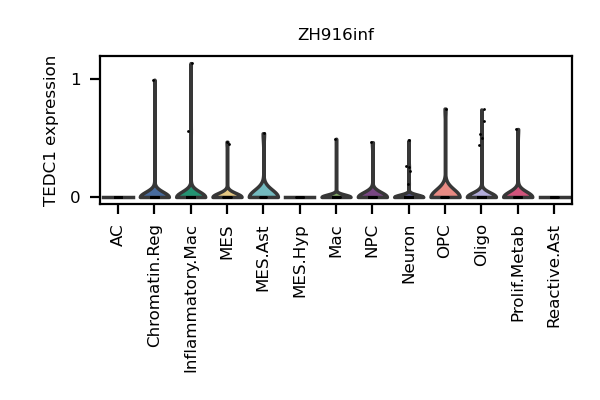 ZH916inf
TEDC1 expression
1
0
AC
Chromatin.Reg
Inflammatory.Mac
MES
MES.Ast
MES.Hyp
Mac
NPC
Neuron
OPC
Oligo
Prolif.Metab
Reactive.Ast